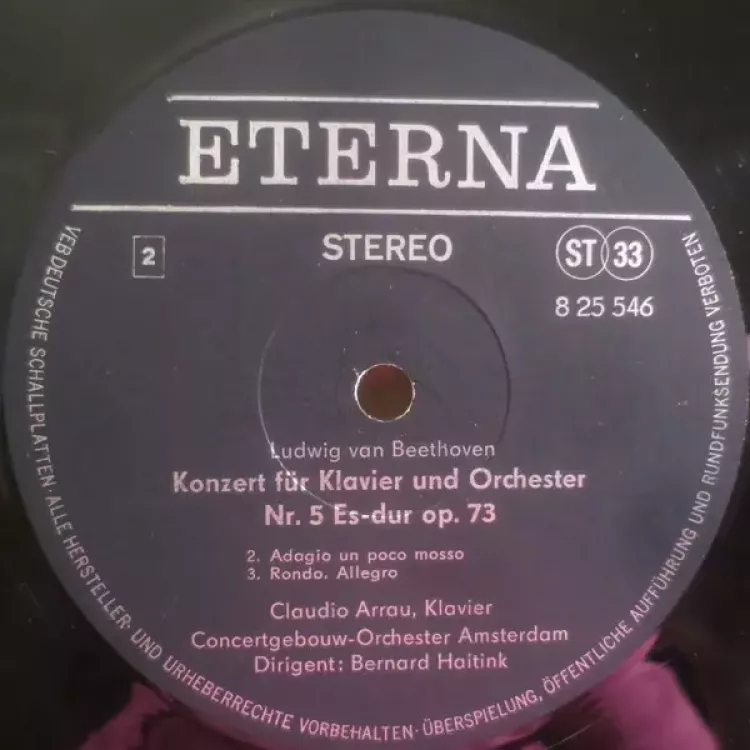 ETERNA
2
STEREO
ST 33
8 25 546
Ludwig van Beethoven
Konzert für Klavier und Orchester
Nr. 5 Es-dur op. 73
2. Adagio un poco mosso
3. Rondo. Allegro
Claudio Arrau, Klavier
Concertgebouw-Orchester Amsterdam
Dirigent: Bernard Haitink
VEB DEUTSCHE SCHALLPLATTEN · ALLE HERSTELLER- UND URHEBERRECHTE VORBEHALTEN · ÜBERSPIELUNG, ÖFFENTLICHE AUFFÜHRUNG UND RUNDFUNKSENDUNG VERBOTEN